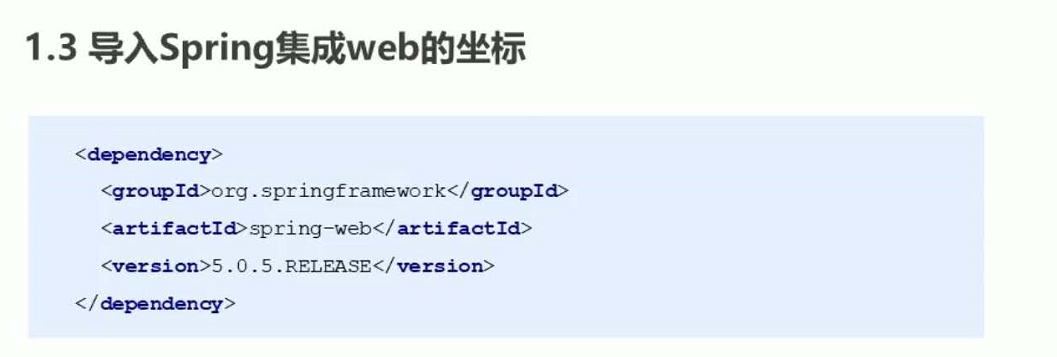 1.3 导入Spring集成web的坐标
<dependency>
<groupId>org.springframework</groupId>
<artifactId>spring-web</artifactId>
<version>5.0.5.RELEASE</version>
</dependency>